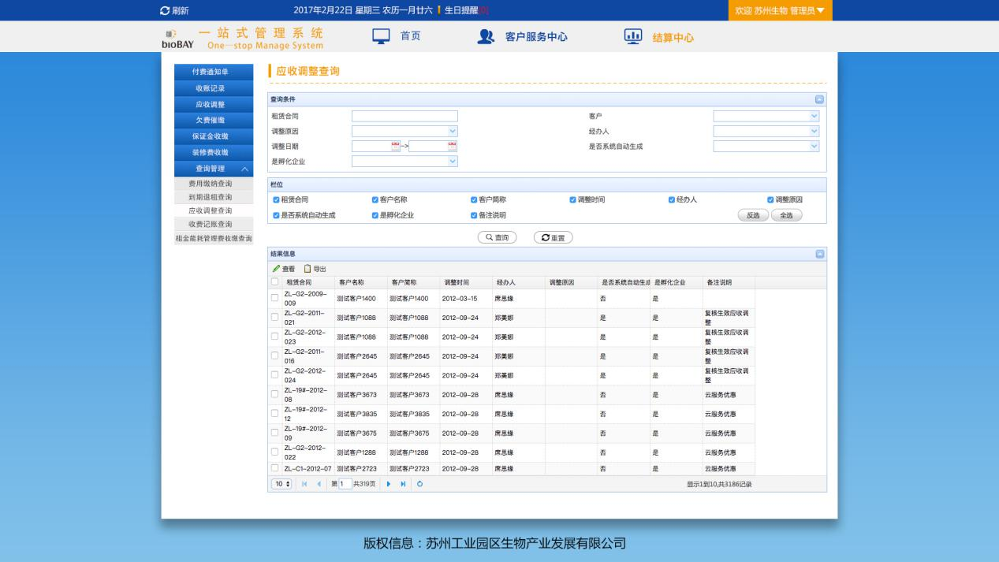 刷新 2017年2月22日 星期三 农历一月廿六 生日提醒[0] 欢迎 苏州生物 管理员
bioBAY 一站式管理系统 首页 客户服务中心 结算中心
One—stop Manage System
付费通知单
收账记录
应收调整
欠费催缴
保证金收缴
装修费收缴
查询管理
费用缴纳查询
到期退租查询
应收调整查询
收费记账查询
租金能耗管理费收缴查询
应收调整查询
查询条件
租赁合同 客户
调整原因 经办人
调整日期 --> 是否系统自动生成
是孵化企业
栏位
租赁合同 客户名称 客户简称 调整时间 经办人 调整原因
是否系统自动生成 是孵化企业 备注说明 反选 全选
查询 重置
结果信息
查看 导出
租赁合同 客户名称 客户简称 调整时间 经办人 调整原因 是否系统自动生成 是孵化企业 备注说明
ZL-G2-2009-009 测试客户1400 测试客户1400 2012-03-15 席思缘 否 是
ZL-G2-2011-021 测试客户1088 测试客户1088 2012-09-24 郑美娜 是 是 复核生效应收调整
ZL-G2-2012-023 测试客户1088 测试客户1088 2012-09-24 郑美娜 是 是 复核生效应收调整
ZL-G2-2011-016 测试客户2645 测试客户2645 2012-09-24 郑美娜 是 是 复核生效应收调整
ZL-G2-2012-024 测试客户2645 测试客户2645 2012-09-24 郑美娜 是 是 复核生效应收调整
ZL-19#-2012-08 测试客户3673 测试客户3673 2012-09-28 席思缘 否 是 云服务优惠
ZL-19#-2012-12 测试客户3835 测试客户3835 2012-09-28 席思缘 否 是 云服务优惠
ZL-19#-2012-09 测试客户3675 测试客户3675 2012-09-28 席思缘 否 是 云服务优惠
ZL-G2-2012-022 测试客户1288 测试客户1288 2012-09-28 席思缘 否 是 云服务优惠
ZL-C1-2012-07 测试客户2723 测试客户2723 2012-09-28 席思缘 否 是 云服务优惠
10 第 1 共319页 显示1到10,共3186记录
版权信息：苏州工业园区生物产业发展有限公司